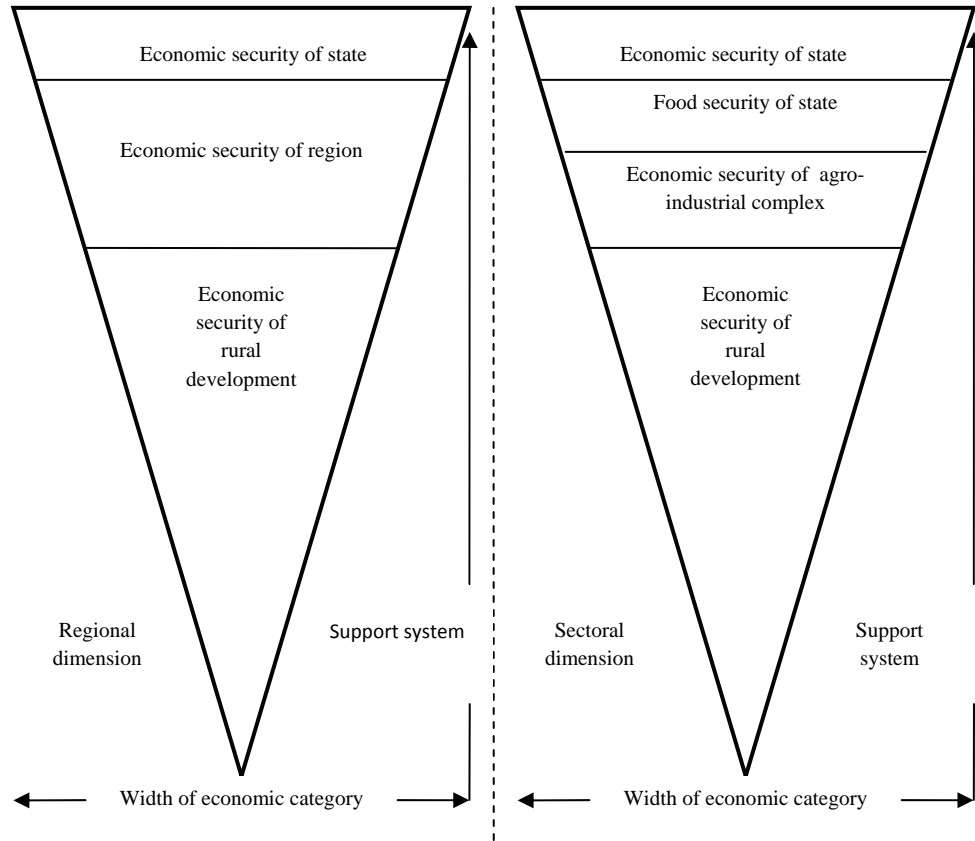 Economic security of state
Economic security of region
Economic
security of
rural
development
Regional
dimension
Support system
Width of economic category
Economic security of state
Food security of state
Economic security of agro-
industrial complex
Economic
security of
rural
development
Sectoral
dimension
Support
system
Width of economic category